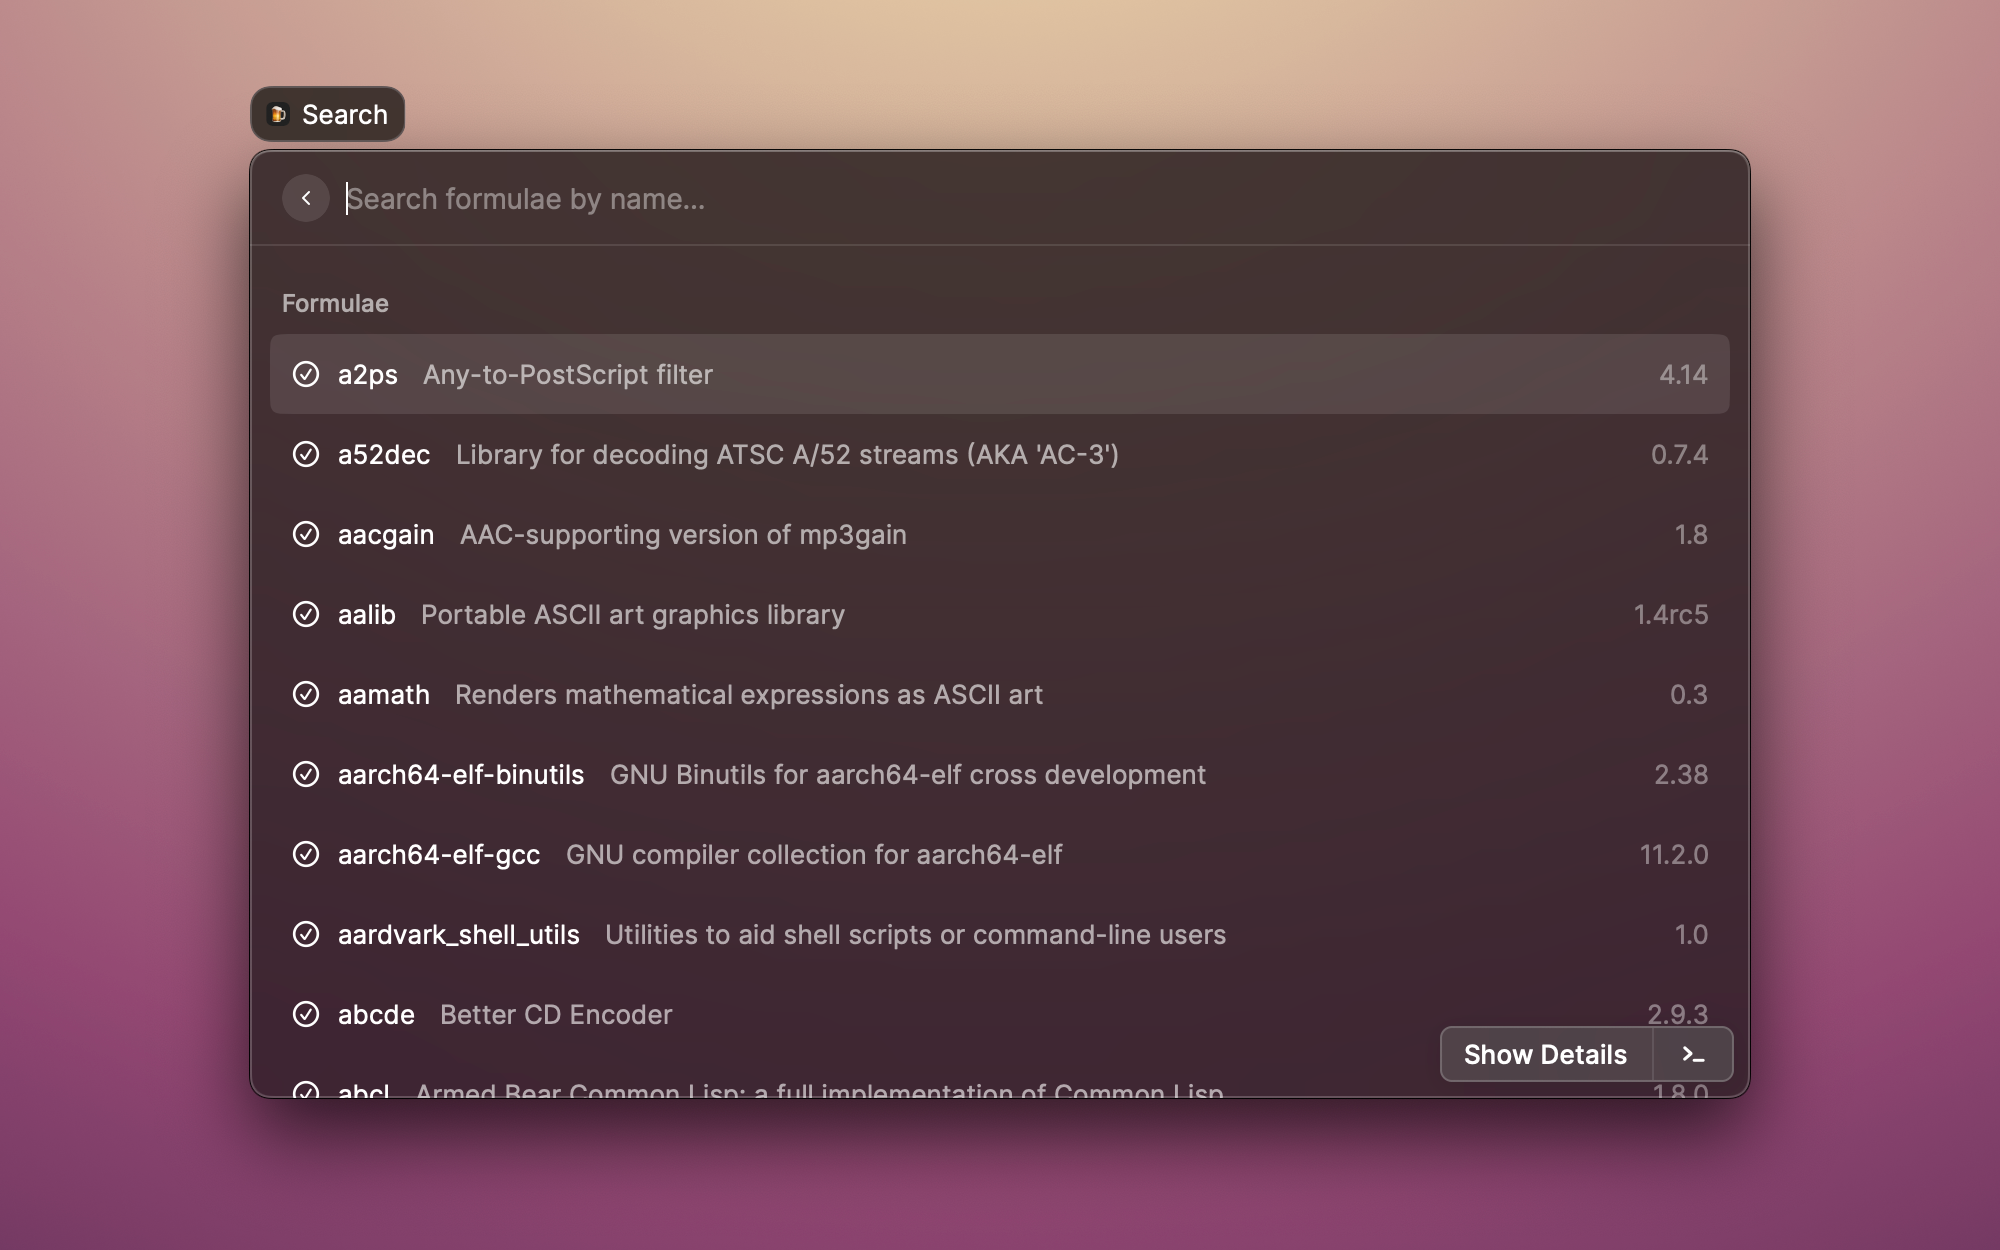 Search
Search formulae by name...
Formulae
a2ps Any-to-PostScript filter 4.14
a52dec Library for decoding ATSC A/52 streams (AKA 'AC-3') 0.7.4
aacgain AAC-supporting version of mp3gain 1.8
aalib Portable ASCII art graphics library 1.4rc5
aamath Renders mathematical expressions as ASCII art 0.3
aarch64-elf-binutils GNU Binutils for aarch64-elf cross development 2.38
aarch64-elf-gcc GNU compiler collection for aarch64-elf 11.2.0
aardvark_shell_utils Utilities to aid shell scripts or command-line users 1.0
abcde Better CD Encoder 2.9.3
Show Details
abcl Armed Bear Common Lisp: a full implementation of Common Lisp 1.8.0